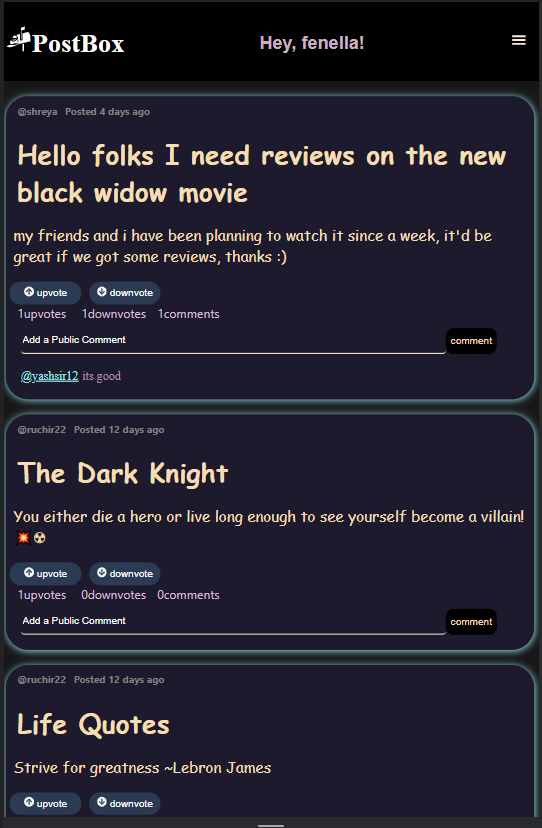 PostBox
Hey, fenella!
@shreya Posted 4 days ago
Hello folks I need reviews on the new
black widow movie
my friends and i have been planning to watch it since a week, it'd be
great if we got some reviews, thanks :)
upvote downvote
1upvotes 1downvotes 1comments
Add a Public Comment comment
@yashsir12 its good
@ruchir22 Posted 12 days ago
The Dark Knight
You either die a hero or live long enough to see yourself become a villain!
💥☢
upvote downvote
1upvotes 0downvotes 0comments
Add a Public Comment comment
@ruchir22 Posted 12 days ago
Life Quotes
Strive for greatness ~Lebron James
upvote downvote